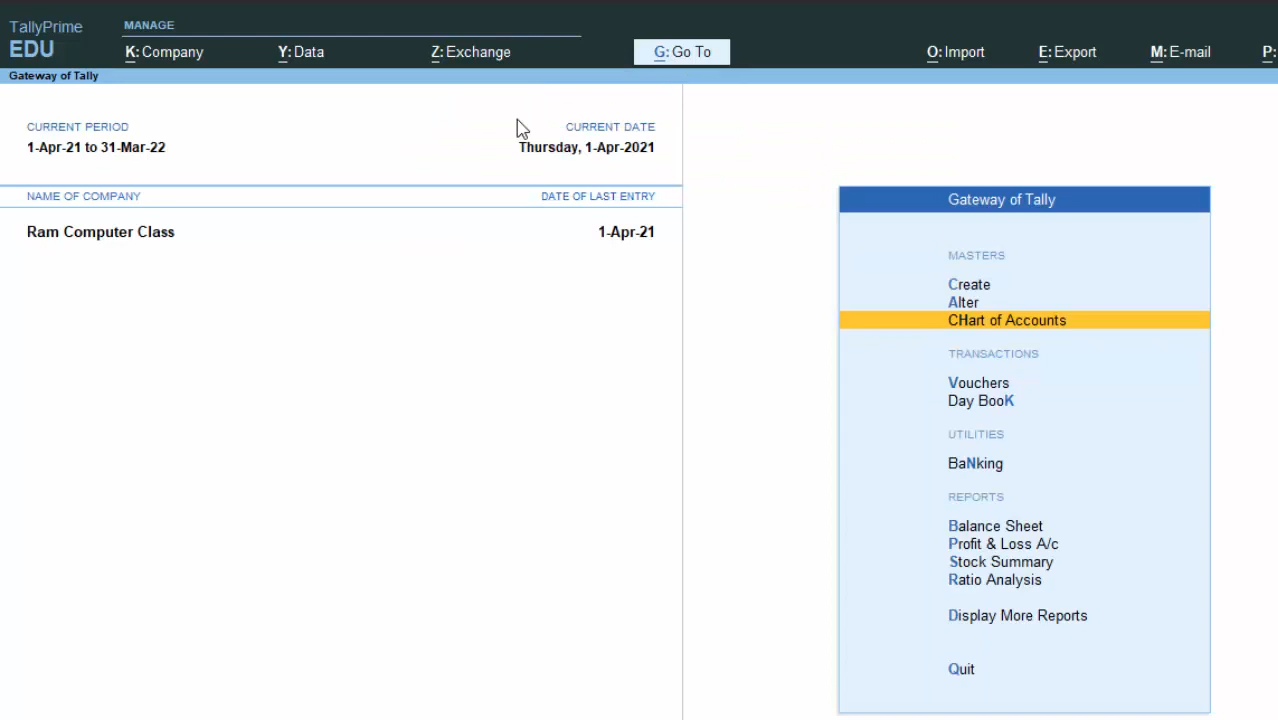 TallyPrime
EDU
MANAGE
K: Company Y: Data Z: Exchange G: Go To O: Import E: Export M: E-mail P:
Gateway of Tally
CURRENT PERIOD CURRENT DATE
1-Apr-21 to 31-Mar-22 Thursday, 1-Apr-2021
NAME OF COMPANY DATE OF LAST ENTRY
Ram Computer Class 1-Apr-21
Gateway of Tally
MASTERS
Create
Alter
CHart of Accounts
TRANSACTIONS
Vouchers
Day BooK
UTILITIES
BaNking
REPORTS
Balance Sheet
Profit & Loss A/c
Stock Summary
Ratio Analysis
Display More Reports
Quit